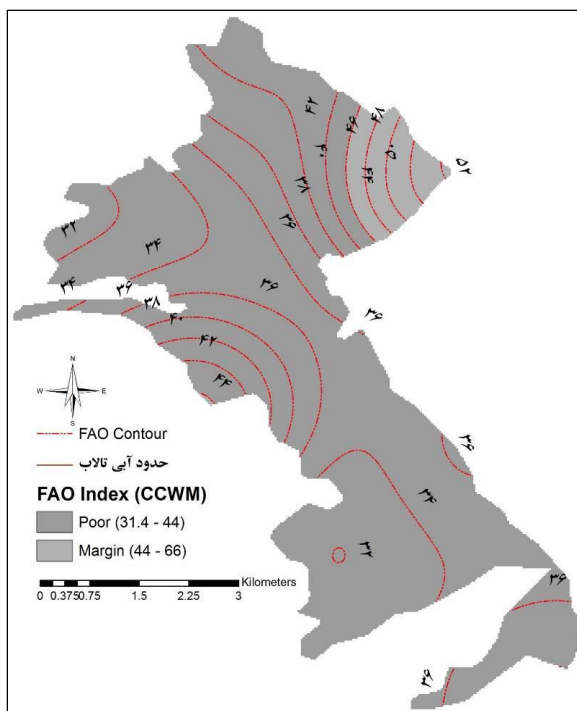 ۴۲
۴۶
۴۸
۴۰
۴۴
۵۰
۵۲
۳۸
۳۶
۳۲
۳۴
۳۶
۳۴
۳۶
۳۸
۴۰
۴۲
۴۴
۳۶
۳۶
۳۴
۳۲
۳۶
۳۶
N
W E
S
FAO Contour
حدود آبی تالاب
FAO Index (CCWM)
Poor (31.4 - 44)
Margin (44 - 66)
Kilometers
0 0.375 0.75 1.5 2.25 3